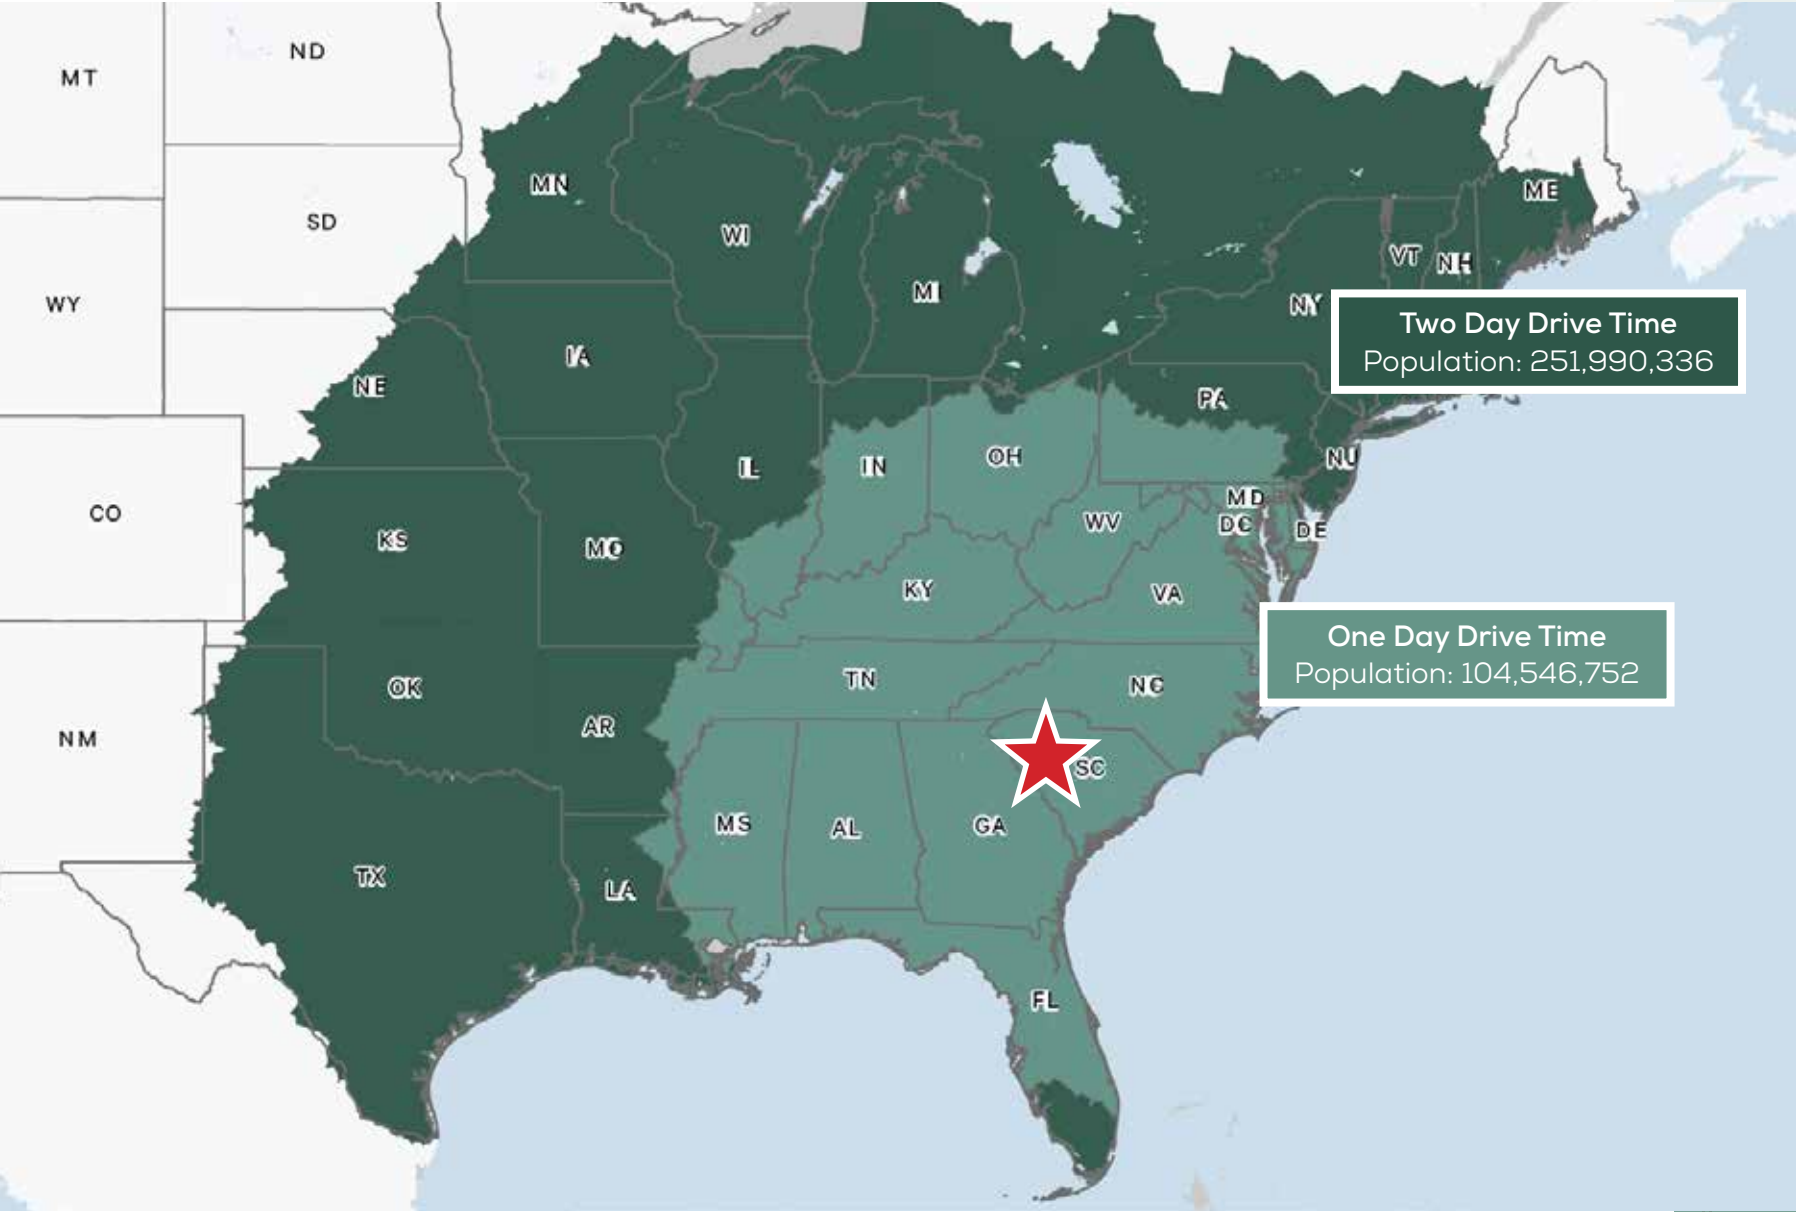 MT
ND
MN
ME
SD
WI
VT
NH
MI
WY
NY
Two Day Drive Time
Population: 251,990,336
IA
NE
PA
IL
IN
OH
NJ
MD
CO
WV
DC
DE
KS
MO
KY
VA
One Day Drive Time
Population: 104,546,752
OK
TN
NC
AR
NM
SC
MS
AL
GA
TX
LA
FL